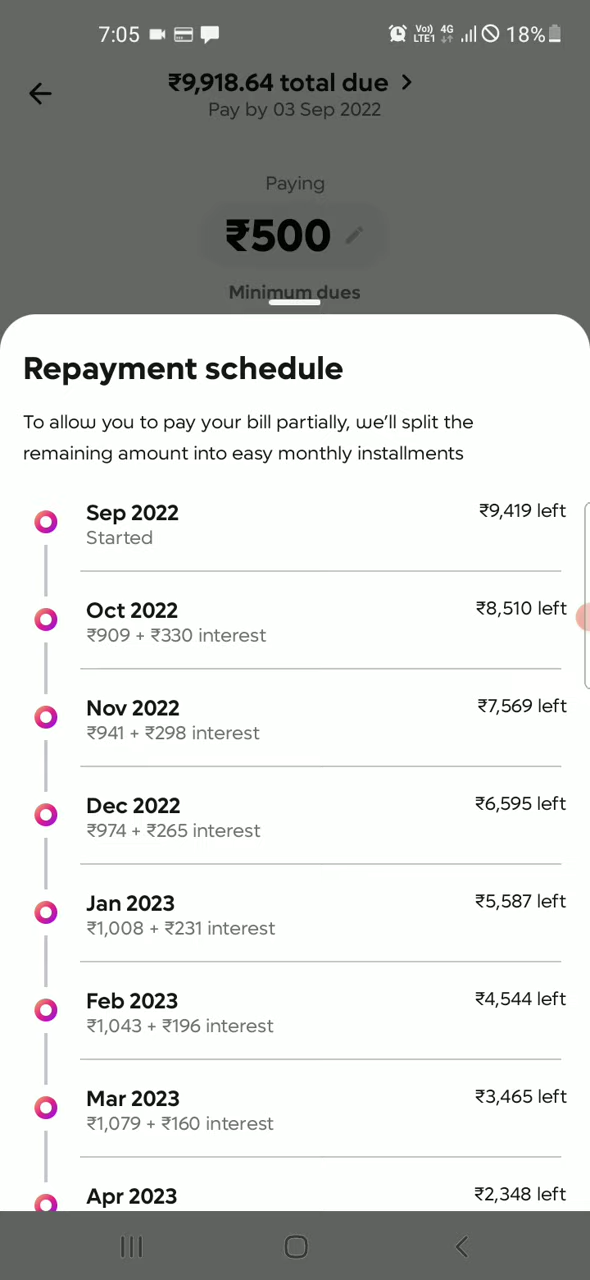 7:05
Vo)) 4G
LTE1
18%
₹9,918.64 total due
Pay by 03 Sep 2022
Paying
₹500
Minimum dues
Repayment schedule
To allow you to pay your bill partially, we’ll split the
remaining amount into easy monthly installments
Sep 2022 ₹9,419 left
Started
Oct 2022 ₹8,510 left
₹909 + ₹330 interest
Nov 2022 ₹7,569 left
₹941 + ₹298 interest
Dec 2022 ₹6,595 left
₹974 + ₹265 interest
Jan 2023 ₹5,587 left
₹1,008 + ₹231 interest
Feb 2023 ₹4,544 left
₹1,043 + ₹196 interest
Mar 2023 ₹3,465 left
₹1,079 + ₹160 interest
Apr 2023 ₹2,348 left